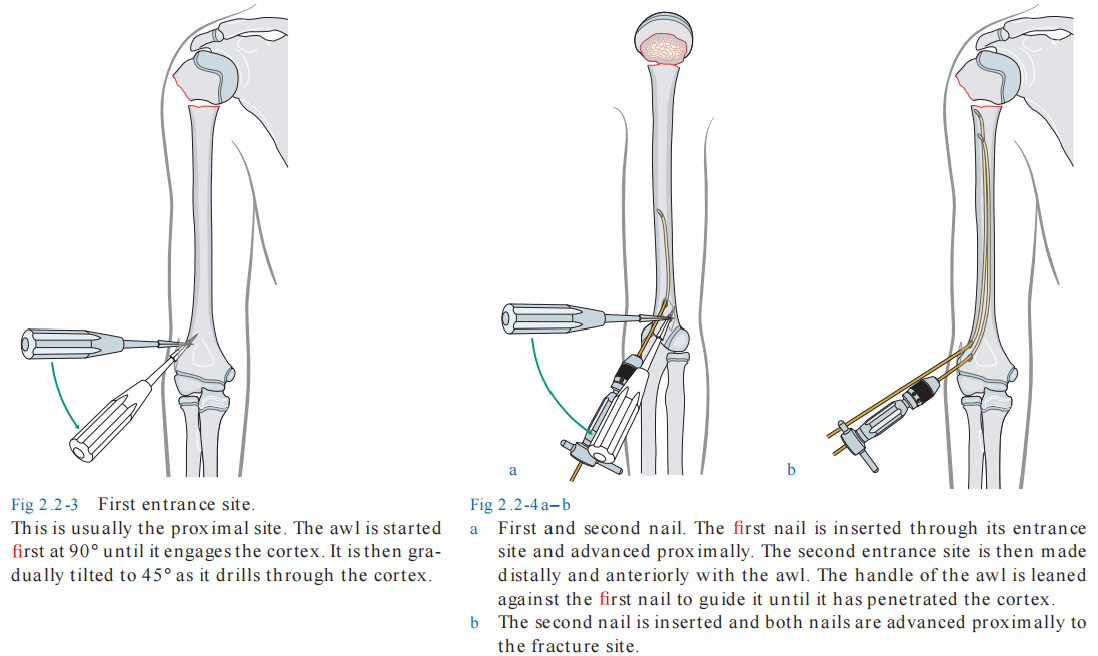 a
b
Fig 2.2-3 First entrance site.
This is usually the proximal site. The awl is started
first at 90° until it engages the cortex. It is then gra-
dually tilted to 45° as it drills through the cortex.
Fig 2.2-4a–b
a First and second nail. The first nail is inserted through its entrance
site and advanced proximally. The second entrance site is then made
distally and anteriorly with the awl. The handle of the awl is leaned
against the first nail to guide it until it has penetrated the cortex.
b The second nail is inserted and both nails are advanced proximally to
the fracture site.